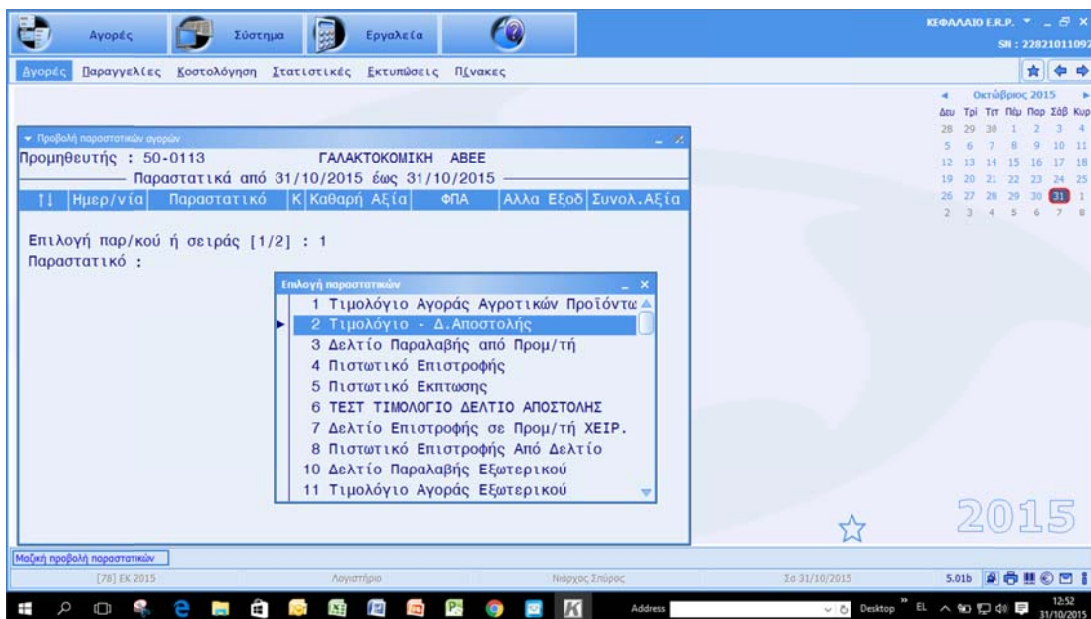 Αγορές Σύστημα Εργαλεία ΚΕΦΑΛΑΙΟ E.R.P.
SN : 22821011092
Αγορές Παραγγελίες Κοστολόγηση Στατιστικές Εκτυπώσεις Πίνακες
Οκτώβριος 2015
Δευ Τρί Τετ Πέμ Παρ Σάβ Κυρ
28 29 30 1 2 3 4
5 6 7 8 9 10 11
12 13 14 15 16 17 18
19 20 21 22 23 24 25
26 27 28 29 30 31 1
2 3 4 5 6 7 8
Προβολή παραστατικών αγορών
Προμηθευτής : 50-0113 ΓΑΛΑΚΤΟΚΟΜΙΚΗ ΑΒΕΕ
Παραστατικά από 31/10/2015 έως 31/10/2015
↑↓ Ημερ/νία Παραστατικό Κ Καθαρή Αξία ΦΠΑ Αλλα Εξοδ Συνολ.Αξία
Επιλογή παρ/κού ή σειράς [1/2] : 1
Παραστατικό :
Επιλογή παραστατικών
1 Τιμολόγιο Αγοράς Αγροτικών Προϊόντω
2 Τιμολόγιο - Δ.Αποστολής
3 Δελτίο Παραλαβής από Προμ/τή
4 Πιστωτικό Επιστροφής
5 Πιστωτικό Εκπτωσης
6 ΤΕΣΤ ΤΙΜΟΛΟΓΙΟ ΔΕΛΤΙΟ ΑΠΟΣΤΟΛΗΣ
7 Δελτίο Επιστροφής σε Προμ/τή ΧΕΙΡ.
8 Πιστωτικό Επιστροφής Από Δελτίο
10 Δελτίο Παραλαβής Εξωτερικού
11 Τιμολόγιο Αγοράς Εξωτερικού
2015
Μαζική προβολή παραστατικών
[78] ΕΚ 2015 Λογιστήριο Σπύρος Σα 31/10/2015 5.01b
Address Desktop EL 12:52
31/10/2015